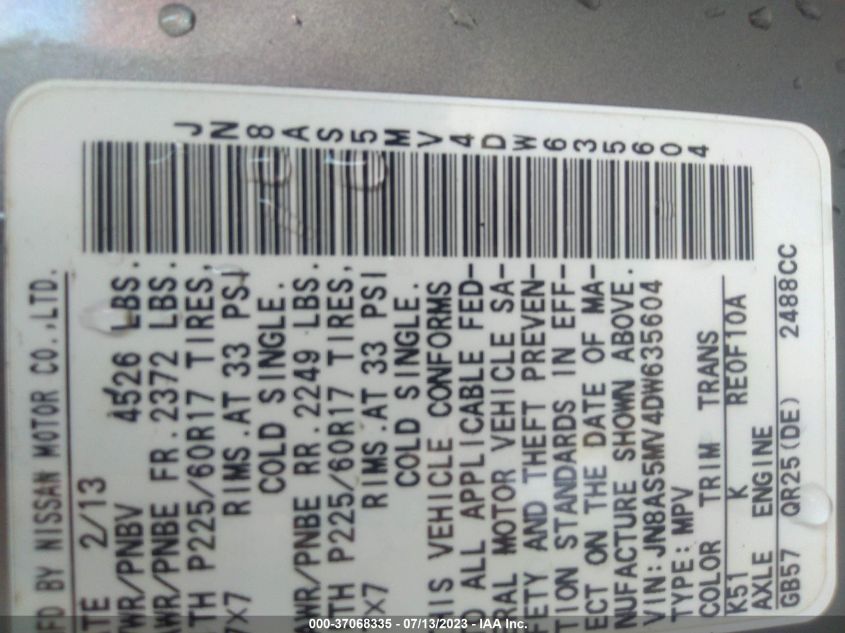 JN8AS5MV4DW635604
FD BY NISSAN MOTOR CO.,LTD.
ATE 2/13
WR/PNBV 4526 LBS.
AWR/PNBE FR.2372 LBS.
TH P225/60R17 TIRES,
7X7 RIMS.AT 33 PSI
COLD SINGLE.
AWR/PNBE RR.2249 LBS.
TH P225/60R17 TIRES,
7X7 RIMS.AT 33 PSI
COLD SINGLE.
HIS VEHICLE CONFORMS
O ALL APPLICABLE FED-
RAL MOTOR VEHICLE SA-
FETY AND THEFT PREVEN-
TION STANDARDS IN EFF-
ECT ON THE DATE OF MA-
NUFACTURE SHOWN ABOVE.
VIN:JN8AS5MV4DW635604
TYPE:MPV
COLOR TRIM TRANS
K51 K RE0F10A
AXLE ENGINE
GB57 QR25(DE) 2488CC
000-37068335 - 07/13/2023 - IAA Inc.